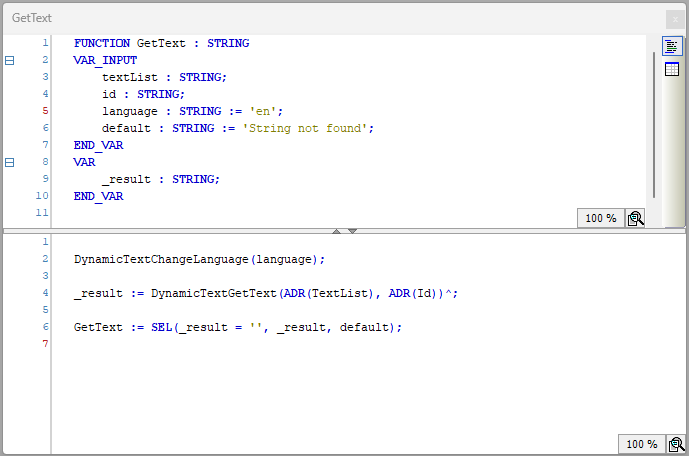 GetText
x
1 FUNCTION GetText : STRING
2 VAR_INPUT
3 textList : STRING;
4 id : STRING;
5 language : STRING := 'en';
6 default : STRING := 'String not found';
7 END_VAR
8 VAR
9 _result : STRING;
10 END_VAR
11
100 %
1
2 DynamicTextChangeLanguage(language);
3
4 _result := DynamicTextGetText(ADR(TextList), ADR(Id))^;
5
6 GetText := SEL(_result = '', _result, default);
7
100 %